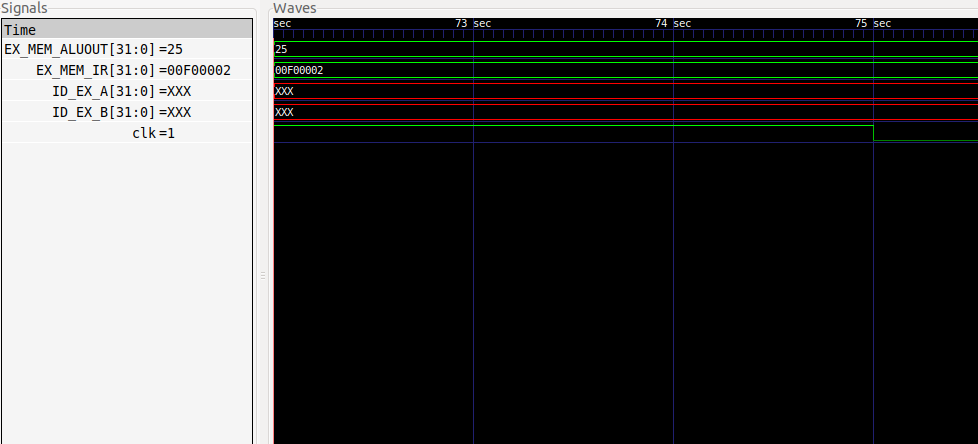 Signals
Waves
Time
sec 73 sec 74 sec 75 sec
EX_MEM_ALUOUT[31:0] =25
25
EX_MEM_IR[31:0] =00F00002
00F00002
ID_EX_A[31:0] =XXX
XXX
ID_EX_B[31:0] =XXX
XXX
clk =1